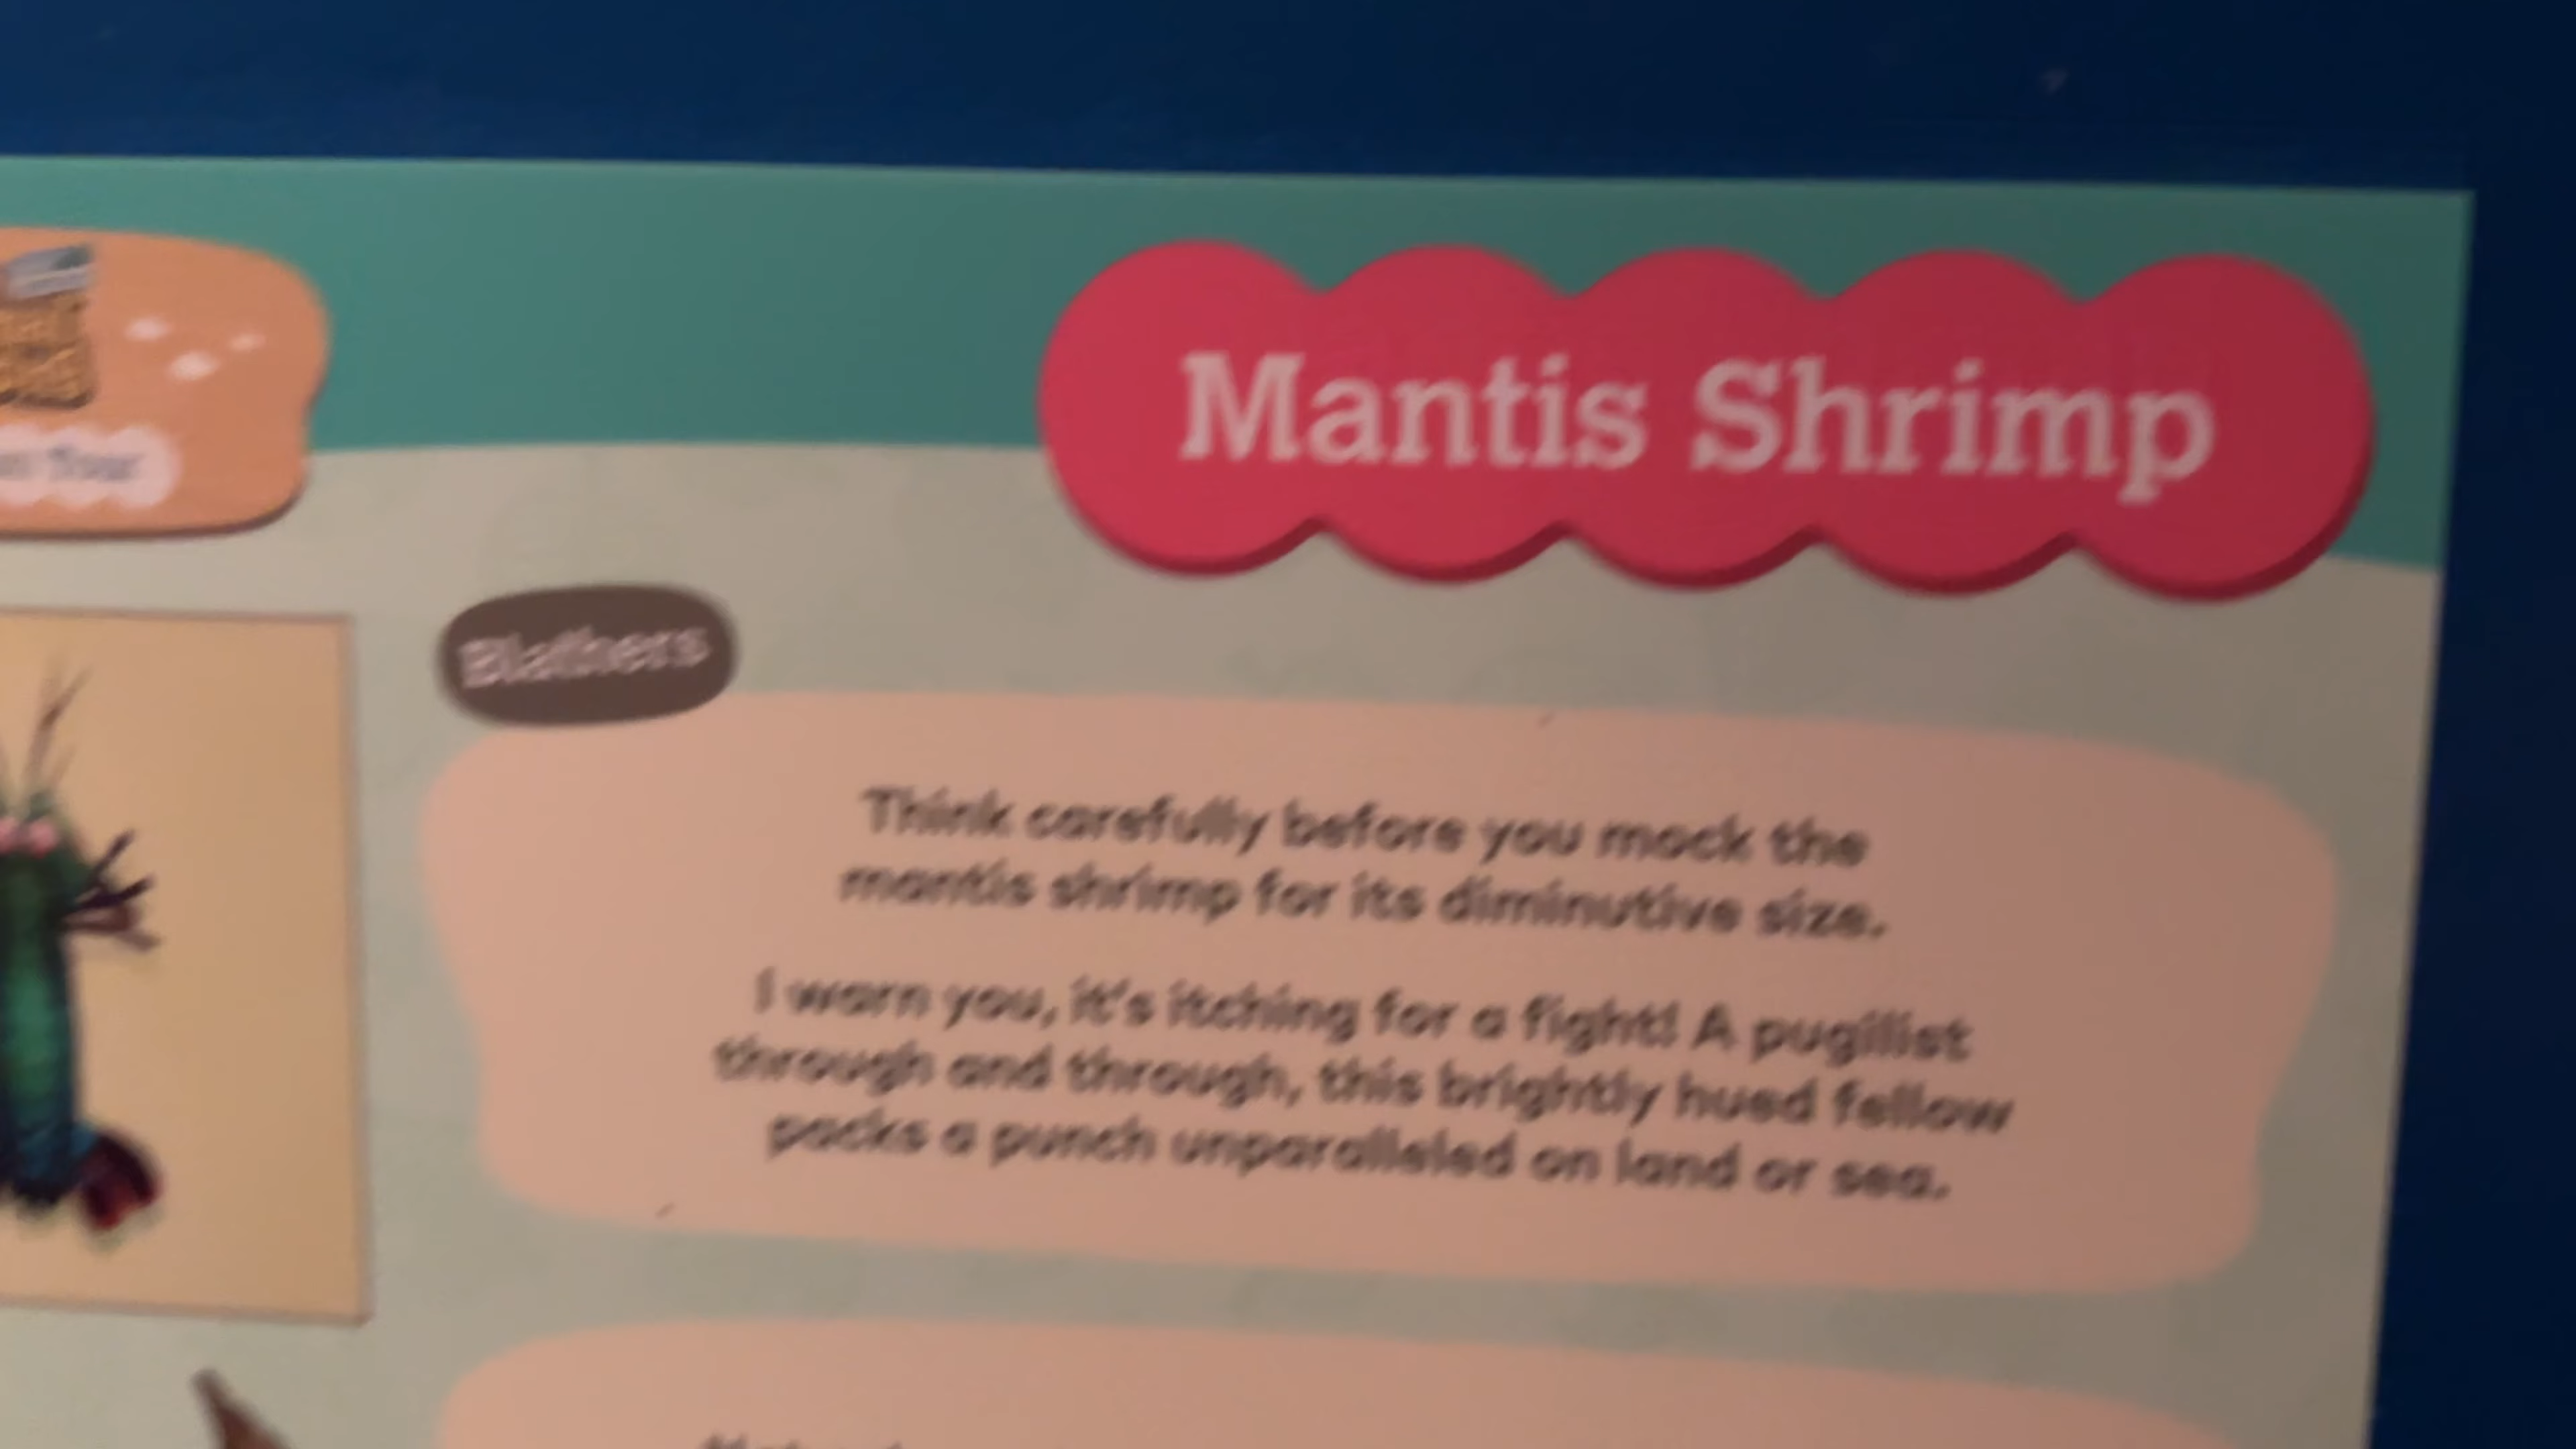 Mantis Shrimp
Blathers
Think carefully before you mock the
mantis shrimp for its diminutive size.
I warn you, it's itching for a fight! A pugilist
through and through, this brightly hued fellow
packs a punch unparalleled on land or sea.